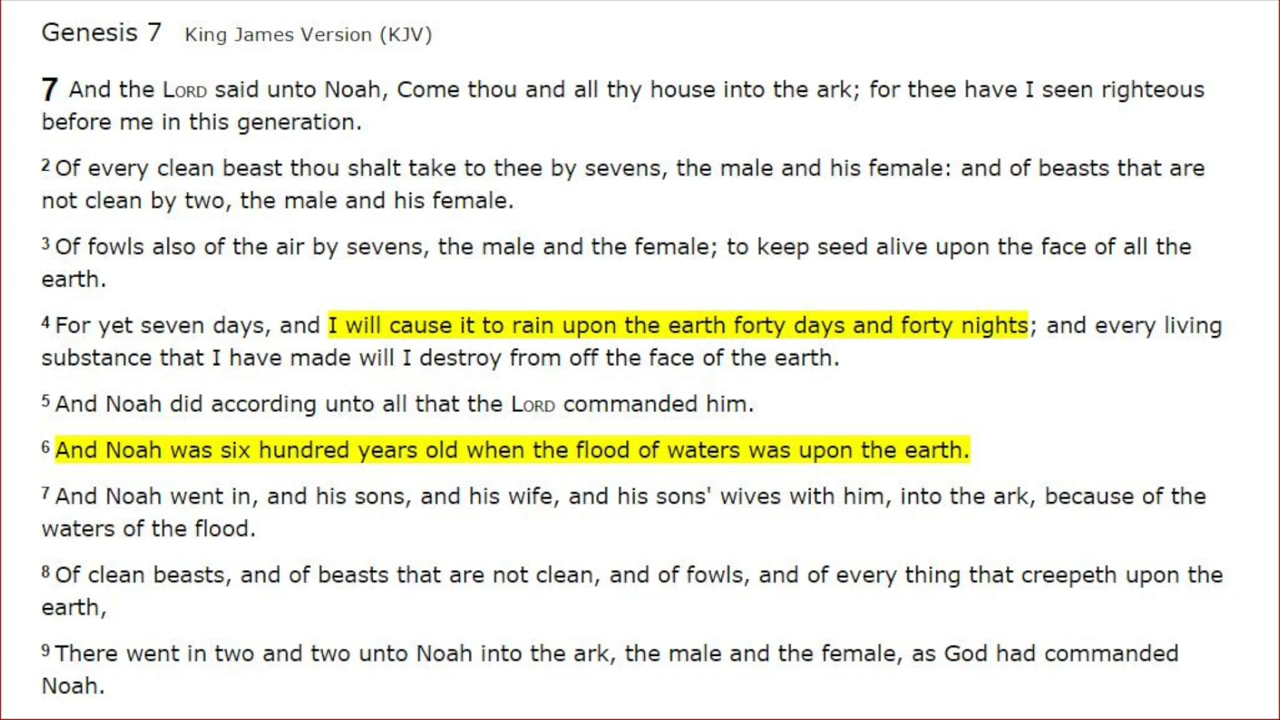 Genesis 7 King James Version (KJV)
7 And the LORD said unto Noah, Come thou and all thy house into the ark; for thee have I seen righteous
before me in this generation.
2 Of every clean beast thou shalt take to thee by sevens, the male and his female: and of beasts that are
not clean by two, the male and his female.
3 Of fowls also of the air by sevens, the male and the female; to keep seed alive upon the face of all the
earth.
4 For yet seven days, and I will cause it to rain upon the earth forty days and forty nights; and every living
substance that I have made will I destroy from off the face of the earth.
5 And Noah did according unto all that the LORD commanded him.
6 And Noah was six hundred years old when the flood of waters was upon the earth.
7 And Noah went in, and his sons, and his wife, and his sons' wives with him, into the ark, because of the
waters of the flood.
8 Of clean beasts, and of beasts that are not clean, and of fowls, and of every thing that creepeth upon the
earth,
9 There went in two and two unto Noah into the ark, the male and the female, as God had commanded
Noah.